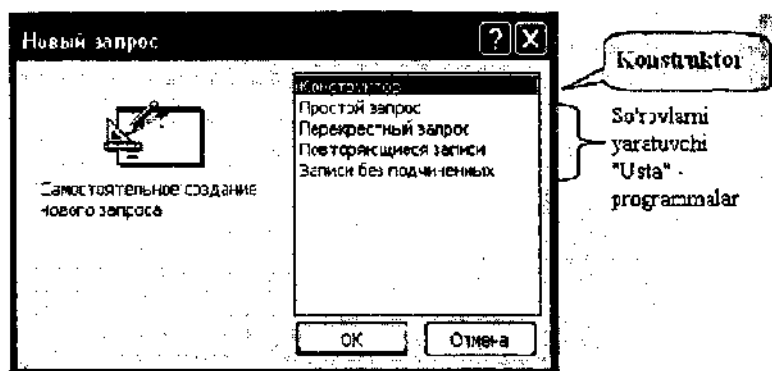 Новый запрос
Конструктор
Простой запрос
Перекрестный запрос
Повторяющиеся записи
Записи без подчиненных
Самостоятельное создание
нового запроса
OK
Отмена
Konstruktor
So'rovlarni
yaratuvchi
"Usta" -
programmalar